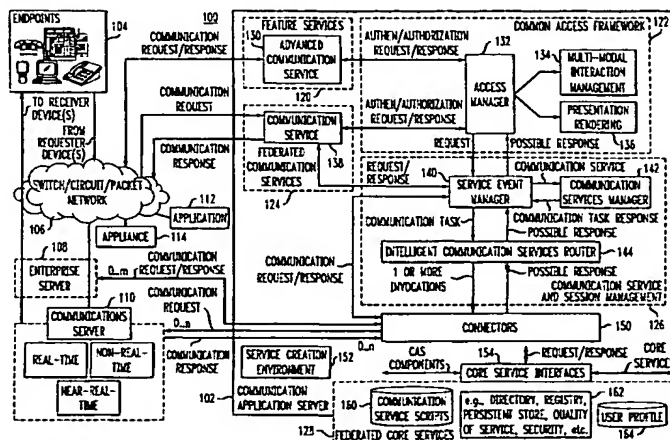 ENDPOINTS
104
100
COMMUNICATION
REQUEST/RESPONSE
FEATURE SERVICES
130
ADVANCED
COMMUNICATION
SERVICE
120
AUTHEN/AUTHORIZATION
REQUEST/RESPONSE
COMMON ACCESS FRAMEWORK
122
132
ACCESS
MANAGER
134
MULTI-MODAL
INTERACTION
MANAGEMENT
PRESENTATION
RENDERING
136
TO RECEIVER
DEVICE(S)
FROM
REQUESTER
DEVICE(S)
COMMUNICATION
REQUEST
COMMUNICATION
RESPONSE
COMMUNICATION
SERVICE
138
FEDERATED
COMMUNICATION
SERVICES
124
AUTHEN/AUTHORIZATION
REQUEST/RESPONSE
REQUEST
POSSIBLE RESPONSE
SWITCH/CIRCUIT/PACKET
NETWORK
106
112
APPLICATION
APPLIANCE
114
REQUEST/
RESPONSE
140
SERVICE EVENT
MANAGER
COMMUNICATION SERVICE
142
COMMUNICATION
SERVICES MANAGER
COMMUNICATION TASK RESPONSE
COMMUNICATION
TASK
POSSIBLE RESPONSE
INTELLIGENT COMMUNICATION SERVICES ROUTER
144
1 OR MORE
INVOCATIONS
POSSIBLE RESPONSE
COMMUNICATION SERVICE
AND SESSION MANAGEMENT
126
108
ENTERPRISE
SERVER
0...m
COMMUNICATION
REQUEST/RESPONSE
COMMUNICATION
REQUEST/RESPONSE
110
COMMUNICATIONS
SERVER
COMMUNICATION
REQUEST
0...n
COMMUNICATION
RESPONSE
0...n
CONNECTORS
150
REAL-TIME
NON-REAL-
TIME
NEAR-REAL-
TIME
SERVICE CREATION
ENVIRONMENT
152
CAS
COMPONENTS
154
REQUEST/RESPONSE
CORE SERVICE INTERFACES
CORE
SERVICE
102
COMMUNICATION
APPLICATION SERVER
160
COMMUNICATION
SERVICE SCRIPTS
162
e.g., DIRECTORY, REGISTRY,
PERSISTENT STORE, QUALITY
OF SERVICE, SECURITY, etc.
USER PROFILE
164
123
FEDERATED CORE SERVICES